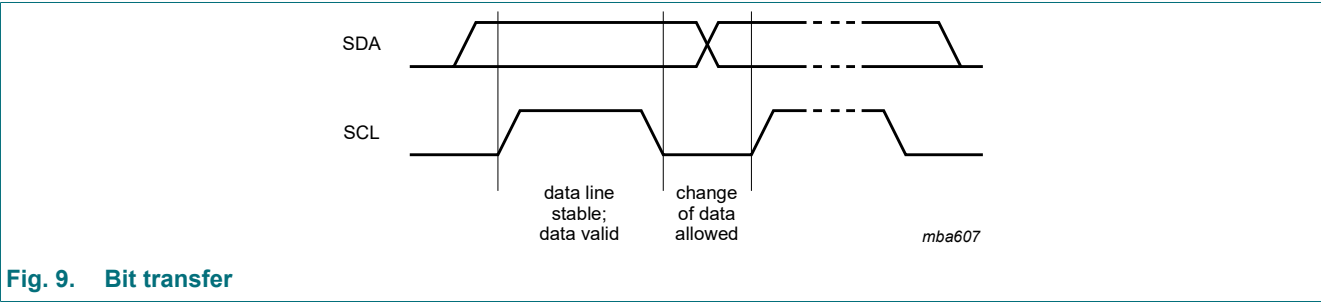 SDA
SCL
data line
stable;
data valid
change
of data
allowed
mba607
Fig. 9. Bit transfer